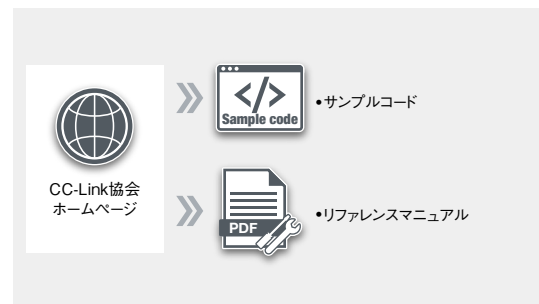 CC-Link協会
ホームページ
</>
Sample code
•サンプルコード
PDF
•リファレンスマニュアル